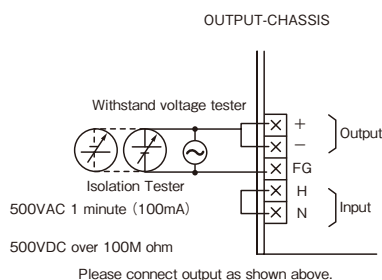 OUTPUT-CHASSIS
Withstand voltage tester
+
Output
−
FG
Isolation Tester
H
500VAC 1 minute (100mA)
Input
N
500VDC over 100M ohm
Please connect output as shown above.